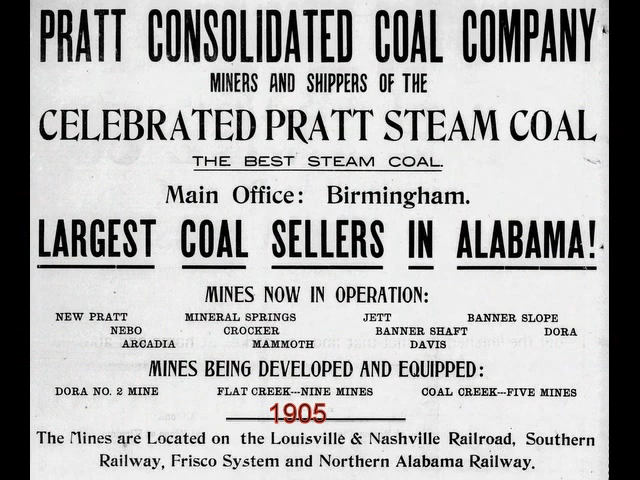 PRATT CONSOLIDATED COAL COMPANY
MINERS AND SHIPPERS OF THE
CELEBRATED PRATT STEAM COAL
THE BEST STEAM COAL.
Main Office: Birmingham.
LARGEST COAL SELLERS IN ALABAMA!
MINES NOW IN OPERATION:
NEW PRATT MINERAL SPRINGS JETT BANNER SLOPE
NEBO CROCKER BANNER SHAFT DORA
ARCADIA MAMMOTH DAVIS
MINES BEING DEVELOPED AND EQUIPPED:
DORA NO. 2 MINE FLAT CREEK---NINE MINES COAL CREEK---FIVE MINES
1905
The Mines are Located on the Louisville & Nashville Railroad, Southern
Railway, Frisco System and Northern Alabama Railway.